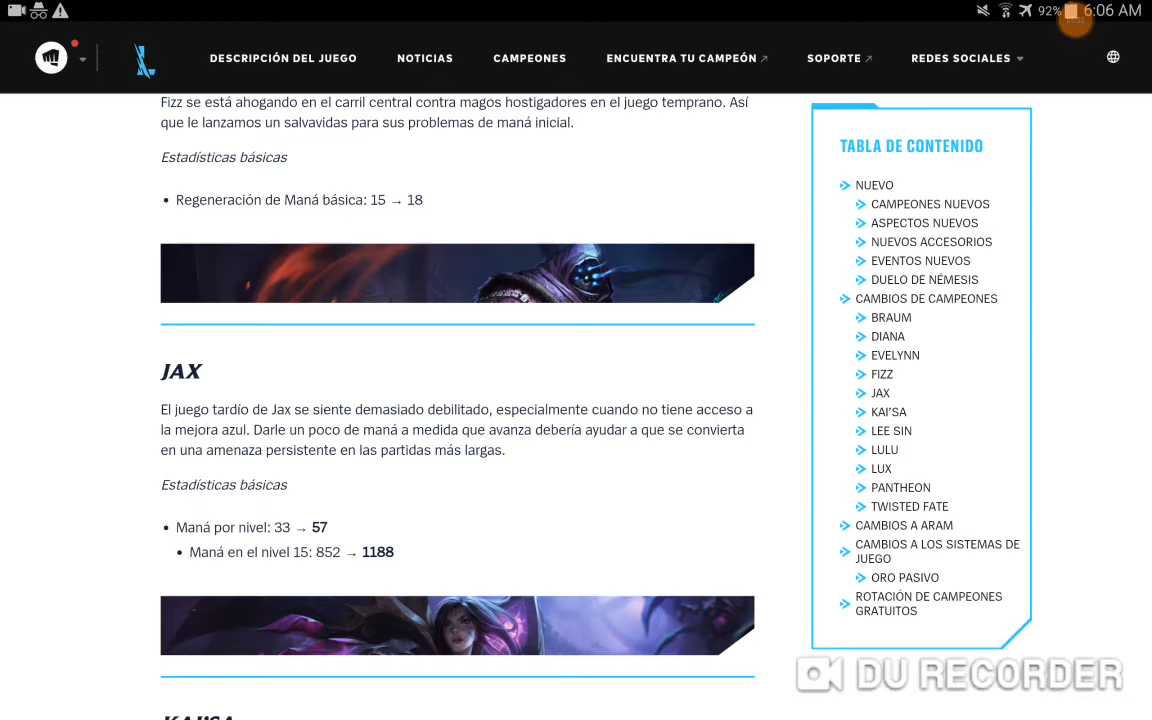 92% 6:06 AM
DESCRIPCIÓN DEL JUEGO NOTICIAS CAMPEONES ENCUENTRA TU CAMPEÓN SOPORTE REDES SOCIALES
Fizz se está ahogando en el carril central contra magos hostigadores en el juego temprano. Así
que le lanzamos un salvavidas para sus problemas de maná inicial.
Estadísticas básicas
• Regeneración de Maná básica: 15 → 18
JAX
El juego tardío de Jax se siente demasiado debilitado, especialmente cuando no tiene acceso a
la mejora azul. Darle un poco de maná a medida que avanza debería ayudar a que se convierta
en una amenaza persistente en las partidas más largas.
Estadísticas básicas
• Maná por nivel: 33 → 57
• Maná en el nivel 15: 852 → 1188
KAI'SA
TABLA DE CONTENIDO
NUEVO
CAMPEONES NUEVOS
ASPECTOS NUEVOS
NUEVOS ACCESORIOS
EVENTOS NUEVOS
DUELO DE NÉMESIS
CAMBIOS DE CAMPEONES
BRAUM
DIANA
EVELYNN
FIZZ
JAX
KAI'SA
LEE SIN
LULU
LUX
PANTHEON
TWISTED FATE
CAMBIOS A ARAM
CAMBIOS A LOS SISTEMAS DE
JUEGO
ORO PASIVO
ROTACIÓN DE CAMPEONES
GRATUITOS
DU RECORDER